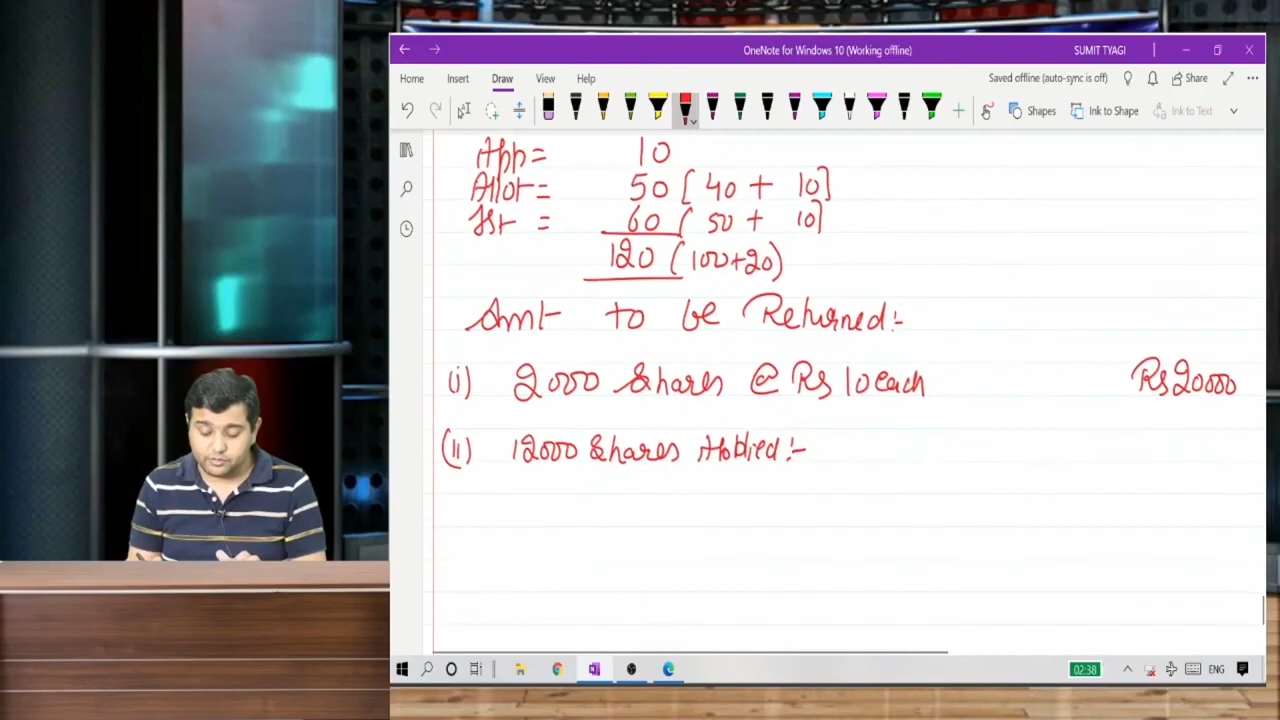 OneNote for Windows 10 (Working offline)
SUMIT TYAGI
Home Insert Draw View Help
Saved offline (auto-sync is off)
Share
Shapes
Ink to Shape
Ink to Text
App = 10
Allot = 50 [ 40 + 10]
Ist = 60 ( 50 + 10]
120 (100+20)
Amt to be Returned:-
(i) 2000 Shares @ Rs 10 each Rs 20000
(ii) 12000 Shares Applied:-
02:38
ENG